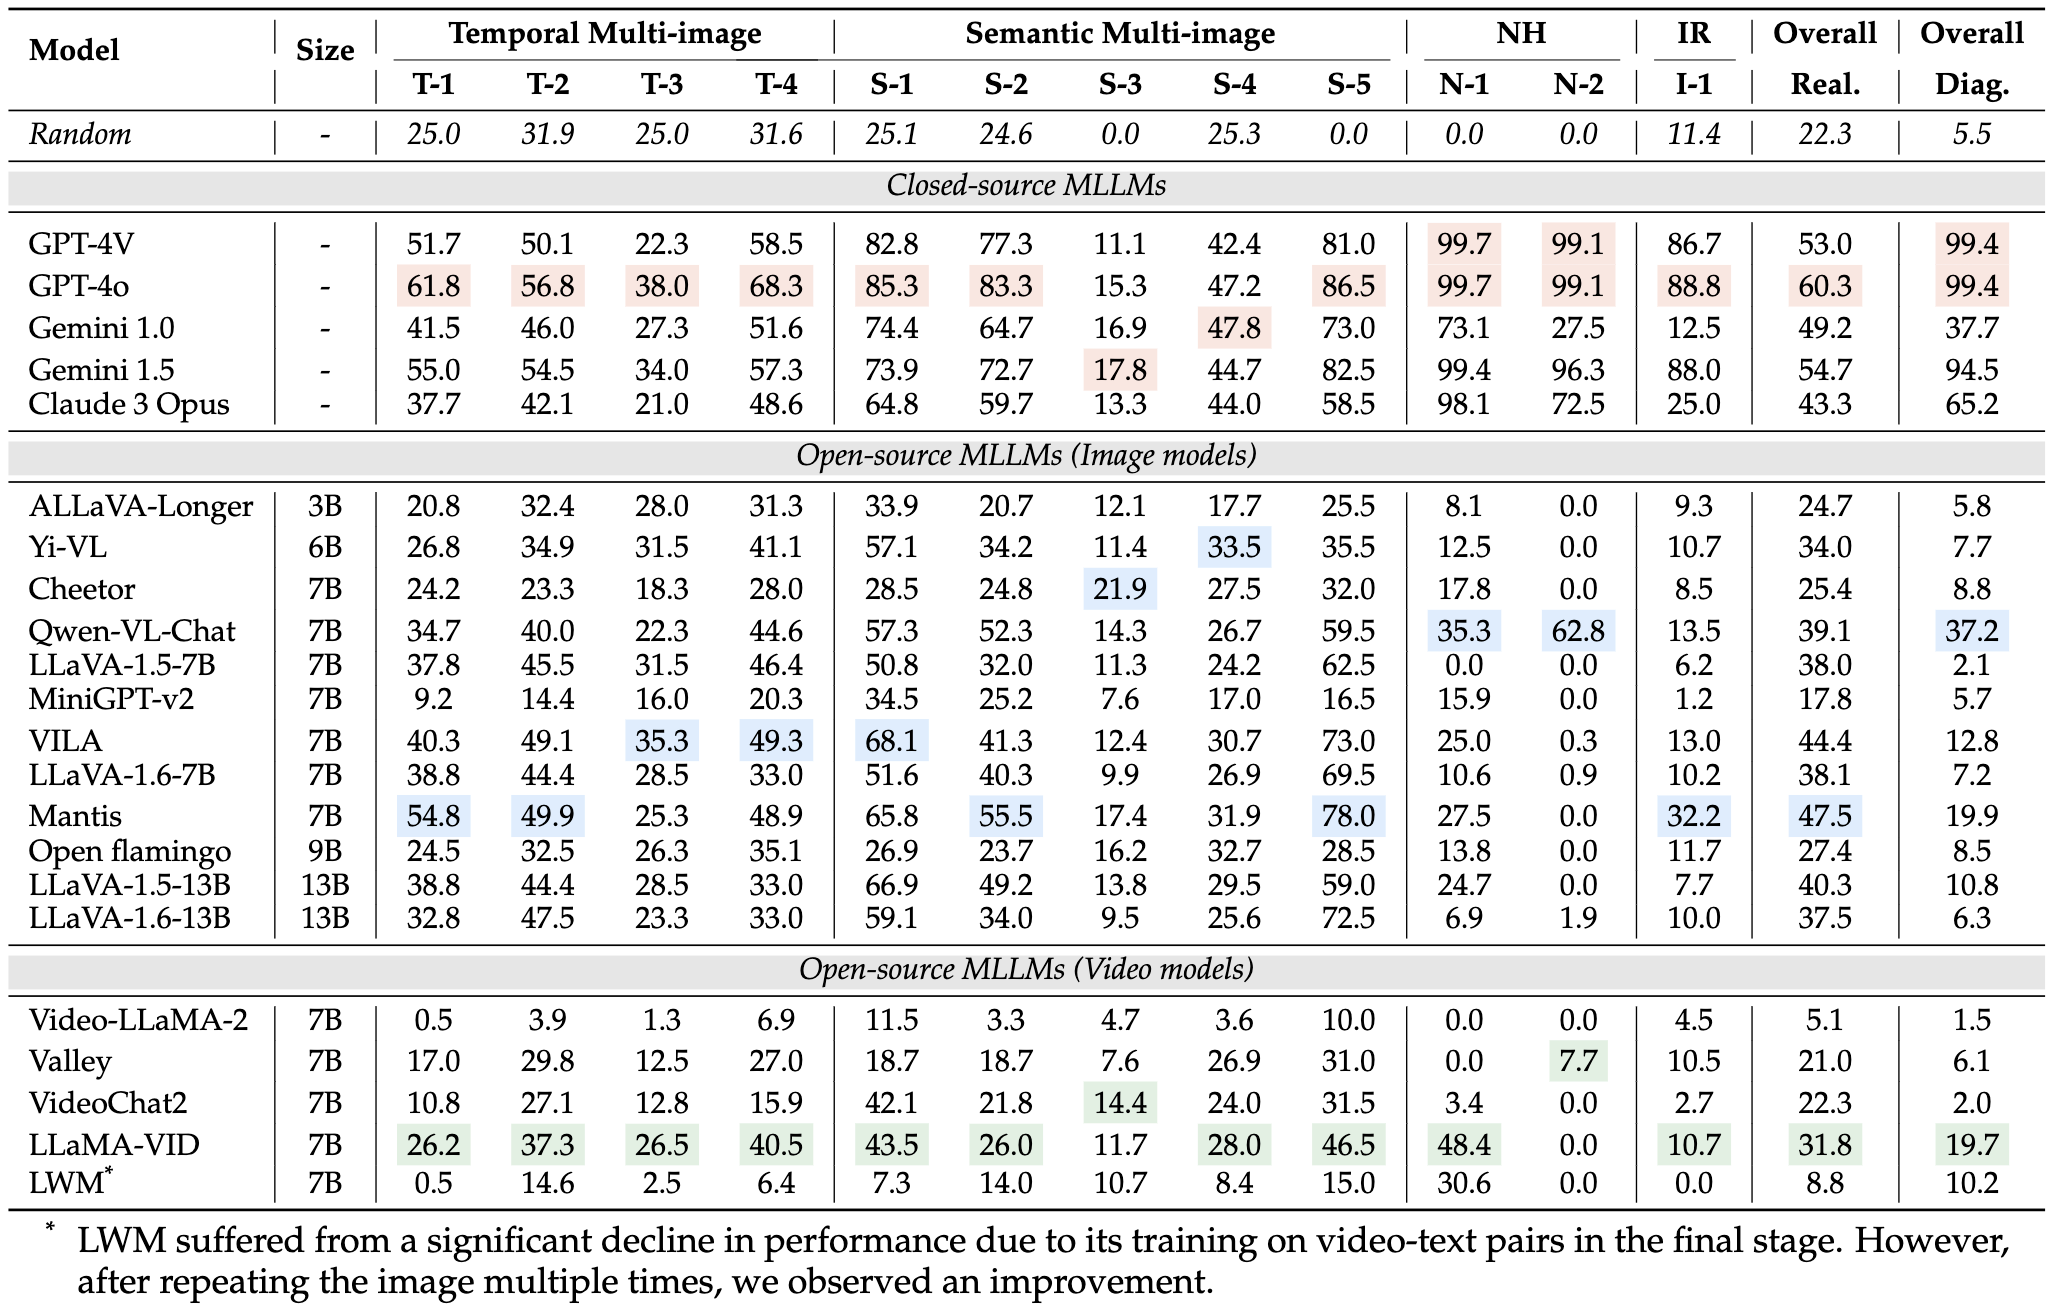 Model Size Temporal Multi-image Semantic Multi-image NH IR Overall Overall
T-1 T-2 T-3 T-4 S-1 S-2 S-3 S-4 S-5 N-1 N-2 I-1 Real. Diag.
Random - 25.0 31.9 25.0 31.6 25.1 24.6 0.0 25.3 0.0 0.0 0.0 11.4 22.3 5.5
Closed-source MLLMs
GPT-4V - 51.7 50.1 22.3 58.5 82.8 77.3 11.1 42.4 81.0 99.7 99.1 86.7 53.0 99.4
GPT-4o - 61.8 56.8 38.0 68.3 85.3 83.3 15.3 47.2 86.5 99.7 99.1 88.8 60.3 99.4
Gemini 1.0 - 41.5 46.0 27.3 51.6 74.4 64.7 16.9 47.8 73.0 73.1 27.5 12.5 49.2 37.7
Gemini 1.5 - 55.0 54.5 34.0 57.3 73.9 72.7 17.8 44.7 82.5 99.4 96.3 88.0 54.7 94.5
Claude 3 Opus - 37.7 42.1 21.0 48.6 64.8 59.7 13.3 44.0 58.5 98.1 72.5 25.0 43.3 65.2
Open-source MLLMs (Image models)
ALLaVA-Longer 3B 20.8 32.4 28.0 31.3 33.9 20.7 12.1 17.7 25.5 8.1 0.0 9.3 24.7 5.8
Yi-VL 6B 26.8 34.9 31.5 41.1 57.1 34.2 11.4 33.5 35.5 12.5 0.0 10.7 34.0 7.7
Cheetor 7B 24.2 23.3 18.3 28.0 28.5 24.8 21.9 27.5 32.0 17.8 0.0 8.5 25.4 8.8
Qwen-VL-Chat 7B 34.7 40.0 22.3 44.6 57.3 52.3 14.3 26.7 59.5 35.3 62.8 13.5 39.1 37.2
LLaVA-1.5-7B 7B 37.8 45.5 31.5 46.4 50.8 32.0 11.3 24.2 62.5 0.0 0.0 6.2 38.0 2.1
MiniGPT-v2 7B 9.2 14.4 16.0 20.3 34.5 25.2 7.6 17.0 16.5 15.9 0.0 1.2 17.8 5.7
VILA 7B 40.3 49.1 35.3 49.3 68.1 41.3 12.4 30.7 73.0 25.0 0.3 13.0 44.4 12.8
LLaVA-1.6-7B 7B 38.8 44.4 28.5 33.0 51.6 40.3 9.9 26.9 69.5 10.6 0.9 10.2 38.1 7.2
Mantis 7B 54.8 49.9 25.3 48.9 65.8 55.5 17.4 31.9 78.0 27.5 0.0 32.2 47.5 19.9
Open flamingo 9B 24.5 32.5 26.3 35.1 26.9 23.7 16.2 32.7 28.5 13.8 0.0 11.7 27.4 8.5
LLaVA-1.5-13B 13B 38.8 44.4 28.5 33.0 66.9 49.2 13.8 29.5 59.0 24.7 0.0 7.7 40.3 10.8
LLaVA-1.6-13B 13B 32.8 47.5 23.3 33.0 59.1 34.0 9.5 25.6 72.5 6.9 1.9 10.0 37.5 6.3
Open-source MLLMs (Video models)
Video-LLaMA-2 7B 0.5 3.9 1.3 6.9 11.5 3.3 4.7 3.6 10.0 0.0 0.0 4.5 5.1 1.5
Valley 7B 17.0 29.8 12.5 27.0 18.7 18.7 7.6 26.9 31.0 0.0 7.7 10.5 21.0 6.1
VideoChat2 7B 10.8 27.1 12.8 15.9 42.1 21.8 14.4 24.0 31.5 3.4 0.0 2.7 22.3 2.0
LLaMA-VID 7B 26.2 37.3 26.5 40.5 43.5 26.0 11.7 28.0 46.5 48.4 0.0 10.7 31.8 19.7
LWM* 7B 0.5 14.6 2.5 6.4 7.3 14.0 10.7 8.4 15.0 30.6 0.0 0.0 8.8 10.2
* LWM suffered from a significant decline in performance due to its training on video-text pairs in the final stage. However,
after repeating the image multiple times, we observed an improvement.